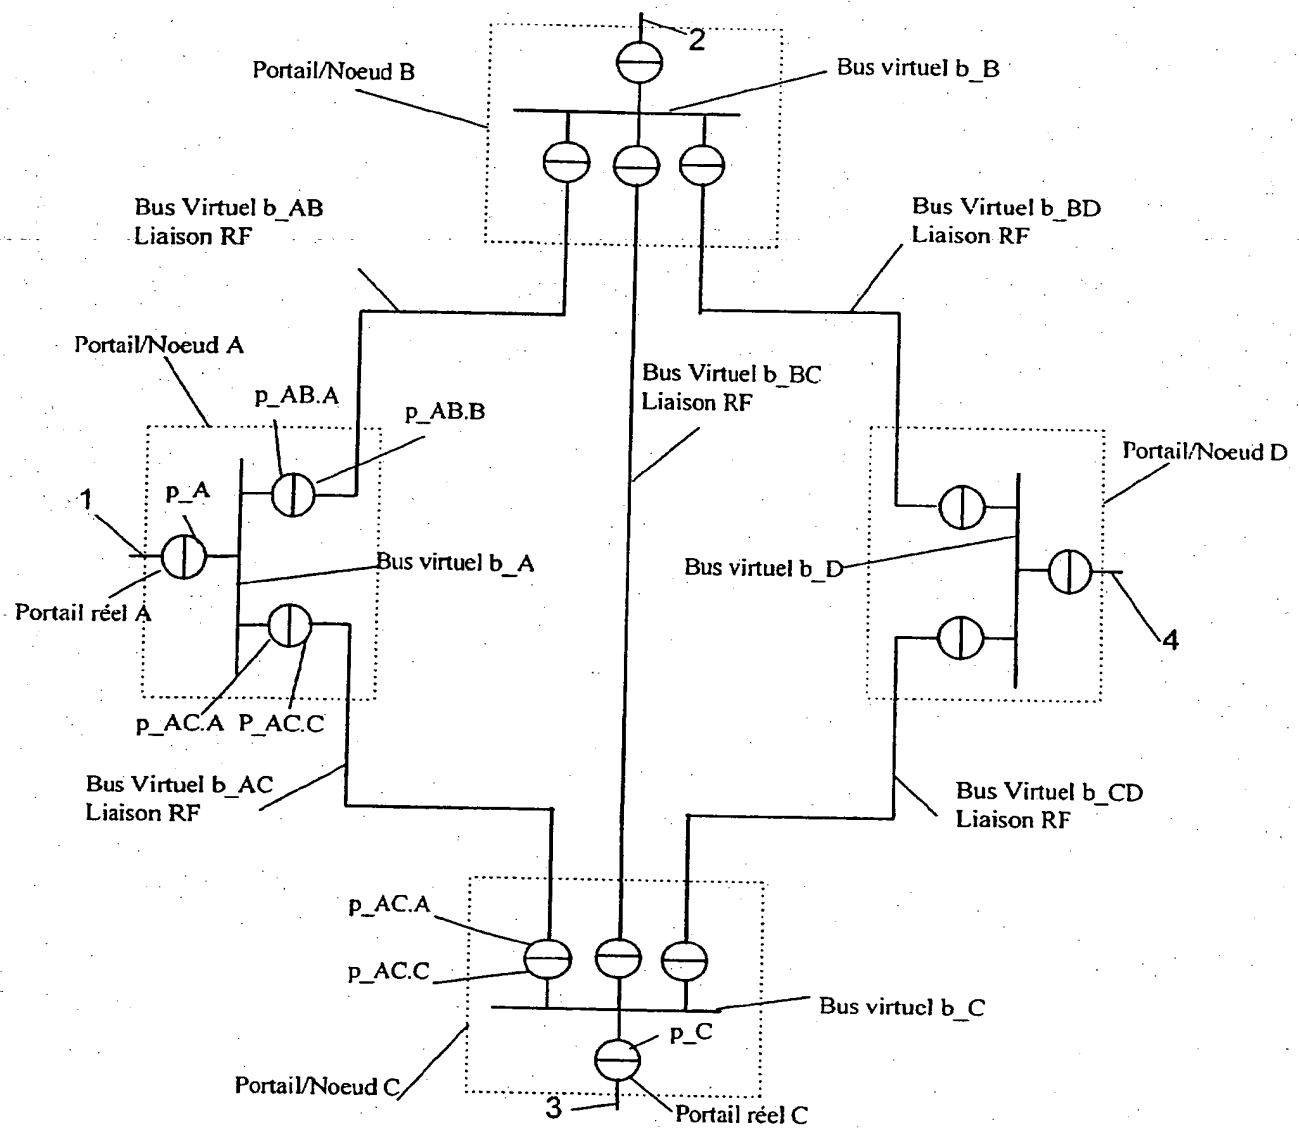 2
Portail/Noeud B
Bus virtuel b_B
Bus Virtuel b_AB
Liaison RF
Bus Virtuel b_BD
Liaison RF
Portail/Noeud A
Bus Virtuel b_BC
Liaison RF
p_AB.A
p_AB.B
Portail/Noeud D
1
p_A
Bus virtuel b_A
Bus virtuel b_D
Portail réel A
4
p_AC.A
P_AC.C
Bus Virtuel b_AC
Liaison RF
Bus Virtuel b_CD
Liaison RF
p_AC.A
p_AC.C
Bus virtuel b_C
p_C
Portail/Noeud C
3
Portail réel C